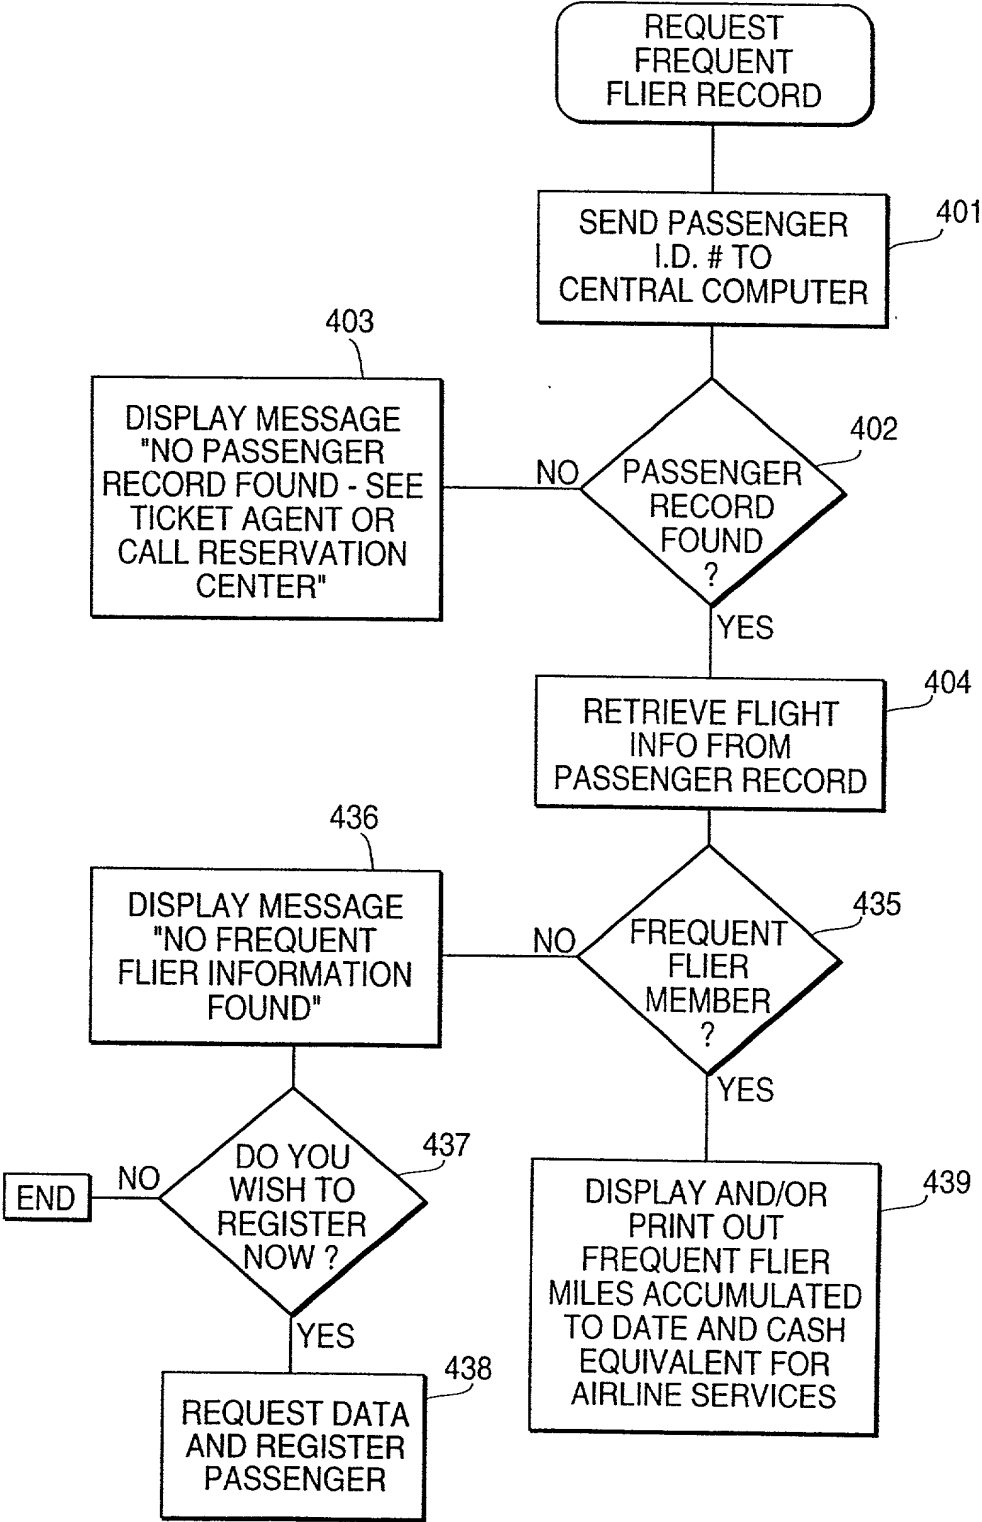 REQUEST
FREQUENT
FLIER RECORD
401
SEND PASSENGER
I.D. # TO
CENTRAL COMPUTER
403
DISPLAY MESSAGE
"NO PASSENGER
RECORD FOUND - SEE
TICKET AGENT OR
CALL RESERVATION
CENTER"
NO
402
PASSENGER
RECORD
FOUND
?
YES
404
RETRIEVE FLIGHT
INFO FROM
PASSENGER RECORD
436
DISPLAY MESSAGE
"NO FREQUENT
FLIER INFORMATION
FOUND"
NO
435
FREQUENT
FLIER
MEMBER
?
YES
437
DO YOU
WISH TO
REGISTER
NOW ?
NO
END
YES
438
REQUEST DATA
AND REGISTER
PASSENGER
439
DISPLAY AND/OR
PRINT OUT
FREQUENT FLIER
MILES ACCUMULATED
TO DATE AND CASH
EQUIVALENT FOR
AIRLINE SERVICES